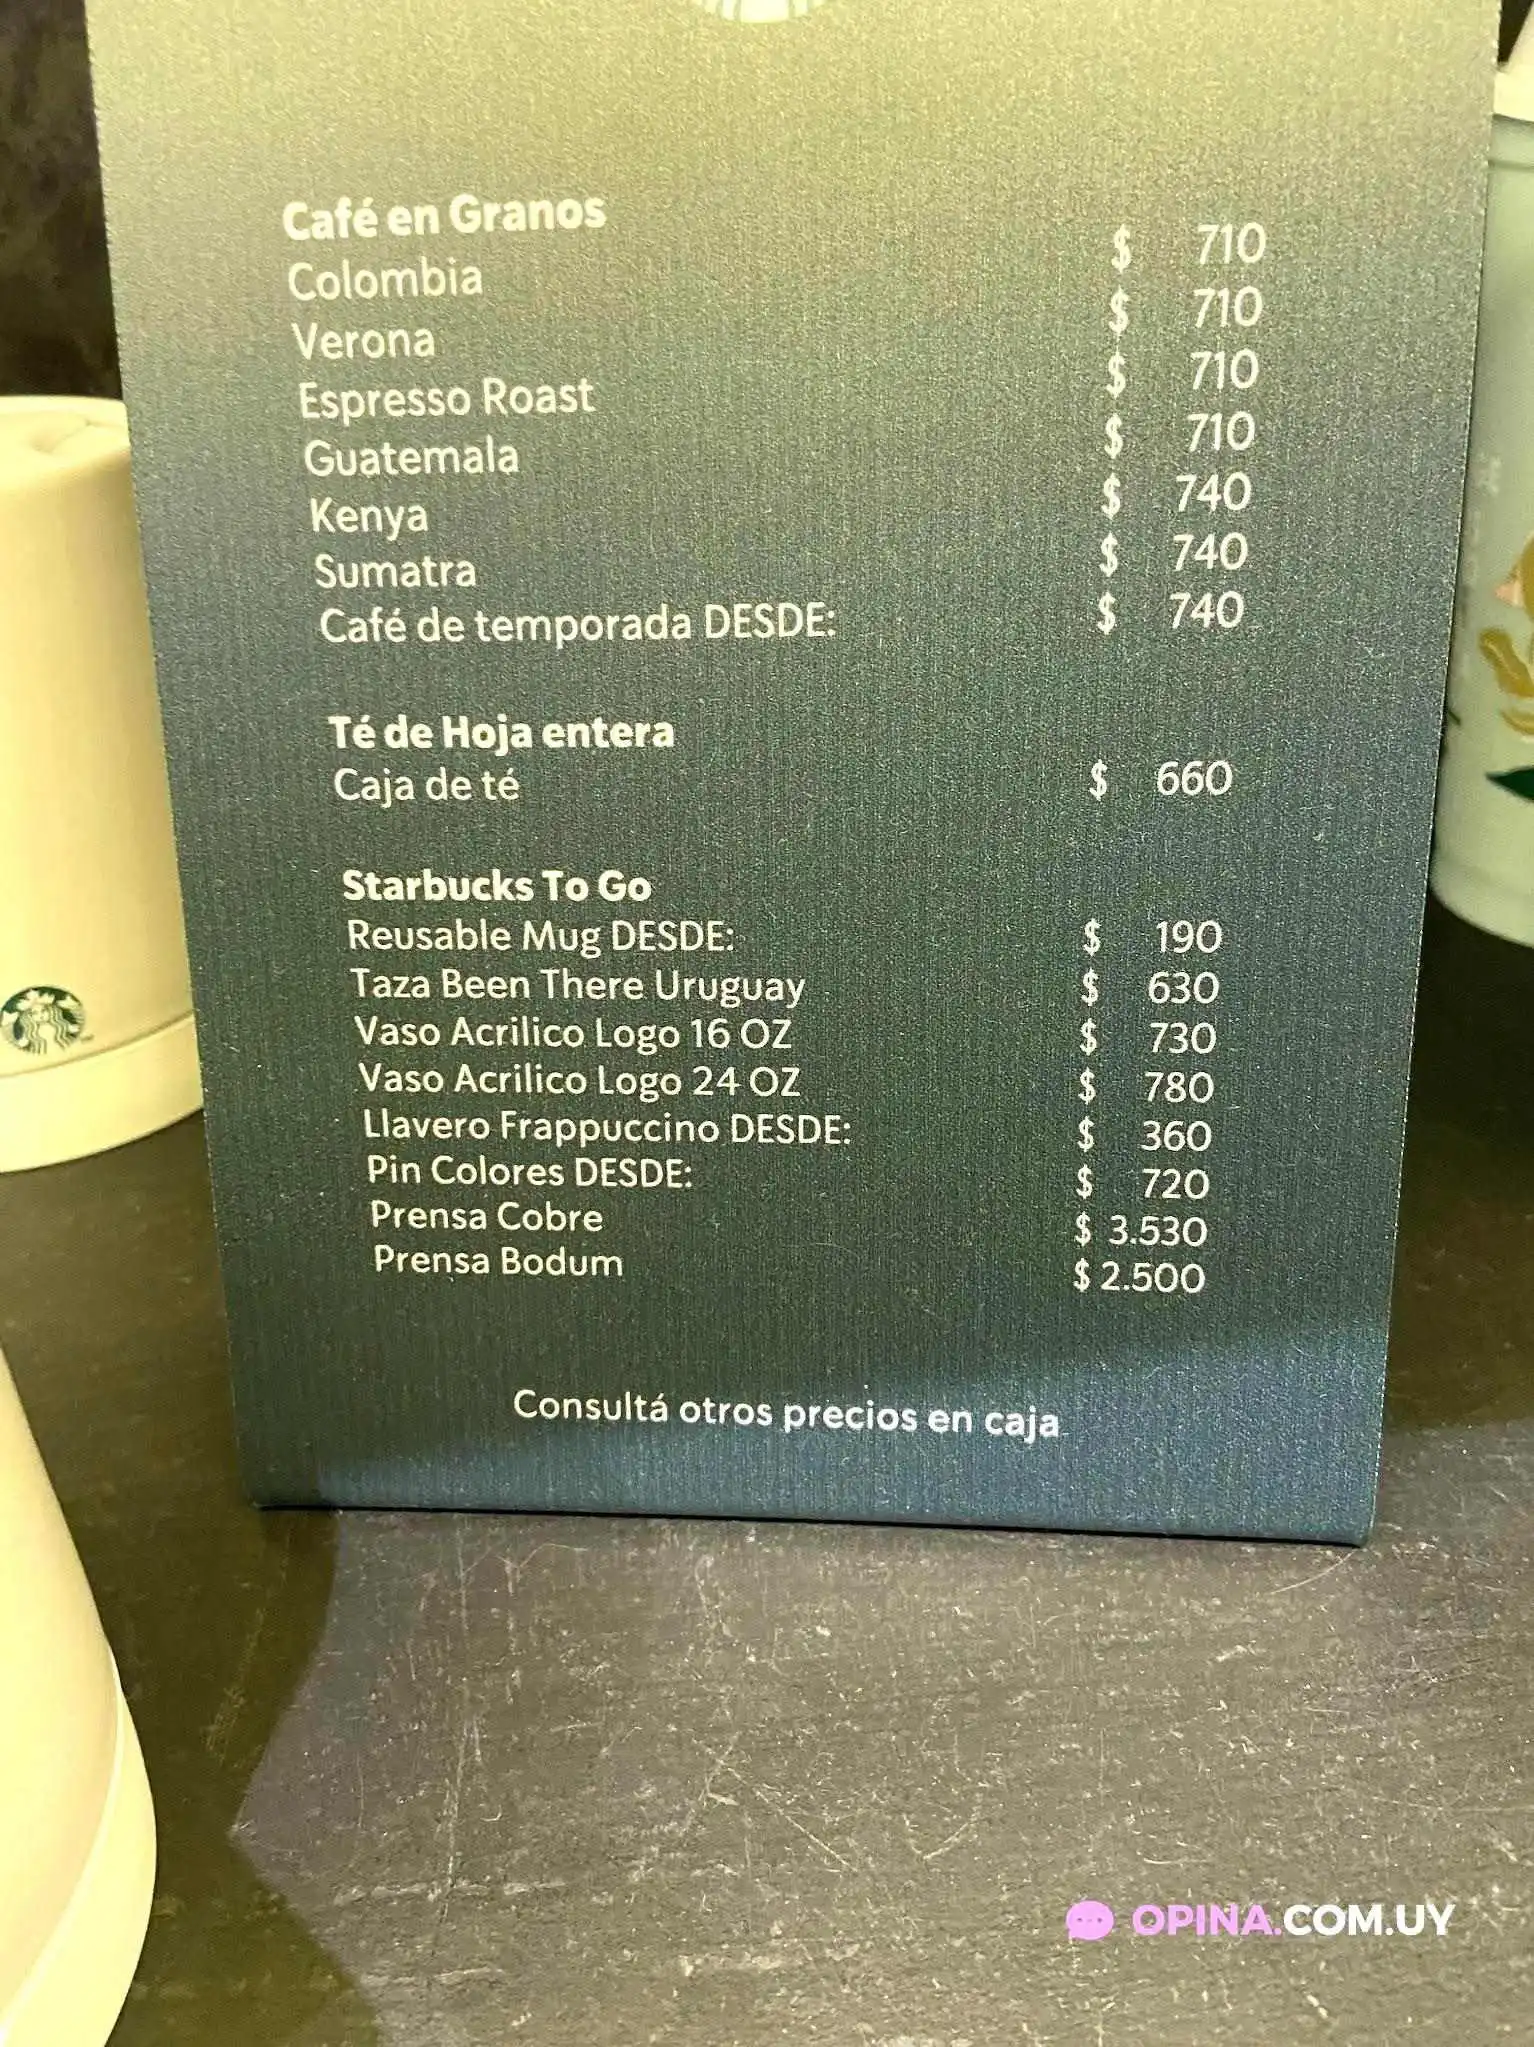 Café en Granos
Colombia $ 710
Verona $ 710
Espresso Roast $ 710
Guatemala $ 710
Kenya $ 740
Sumatra $ 740
Café de temporada DESDE: $ 740
Té de Hoja entera
Caja de té $ 660
Starbucks To Go
Reusable Mug DESDE: $ 190
Taza Been There Uruguay $ 630
Vaso Acrilico Logo 16 OZ $ 730
Vaso Acrilico Logo 24 OZ $ 780
Llavero Frappuccino DESDE: $ 360
Pin Colores DESDE: $ 720
Prensa Cobre $ 3.530
Prensa Bodum $ 2.500
Consultá otros precios en caja
OPINA.COM.UY